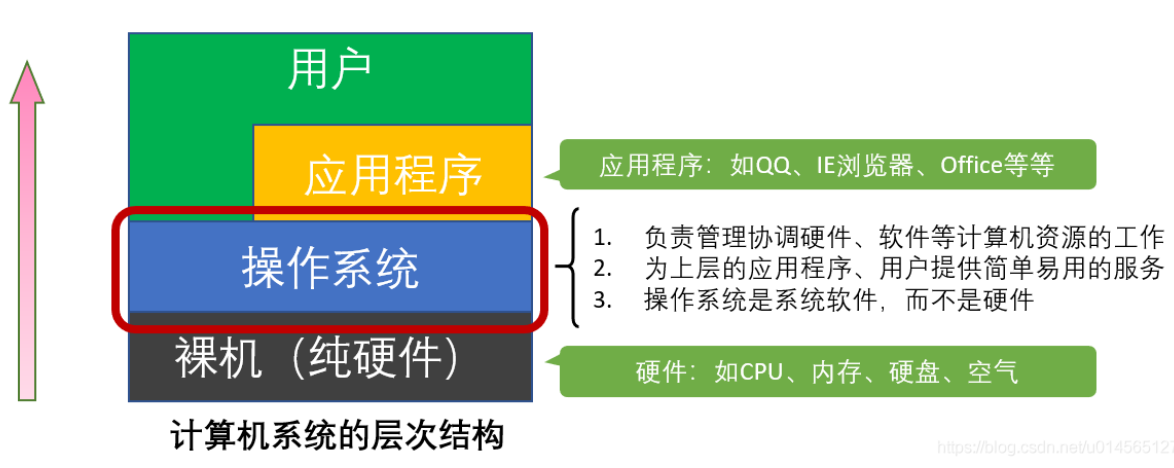 用户
应用程序
应用程序：如QQ、IE浏览器、Office等等
操作系统
1. 负责管理协调硬件、软件等计算机资源的工作
2. 为上层的应用程序、用户提供简单易用的服务
3. 操作系统是系统软件，而不是硬件
裸机（纯硬件）
硬件：如CPU、内存、硬盘、空气
计算机系统的层次结构
https://blog.csdn.net/u014565127